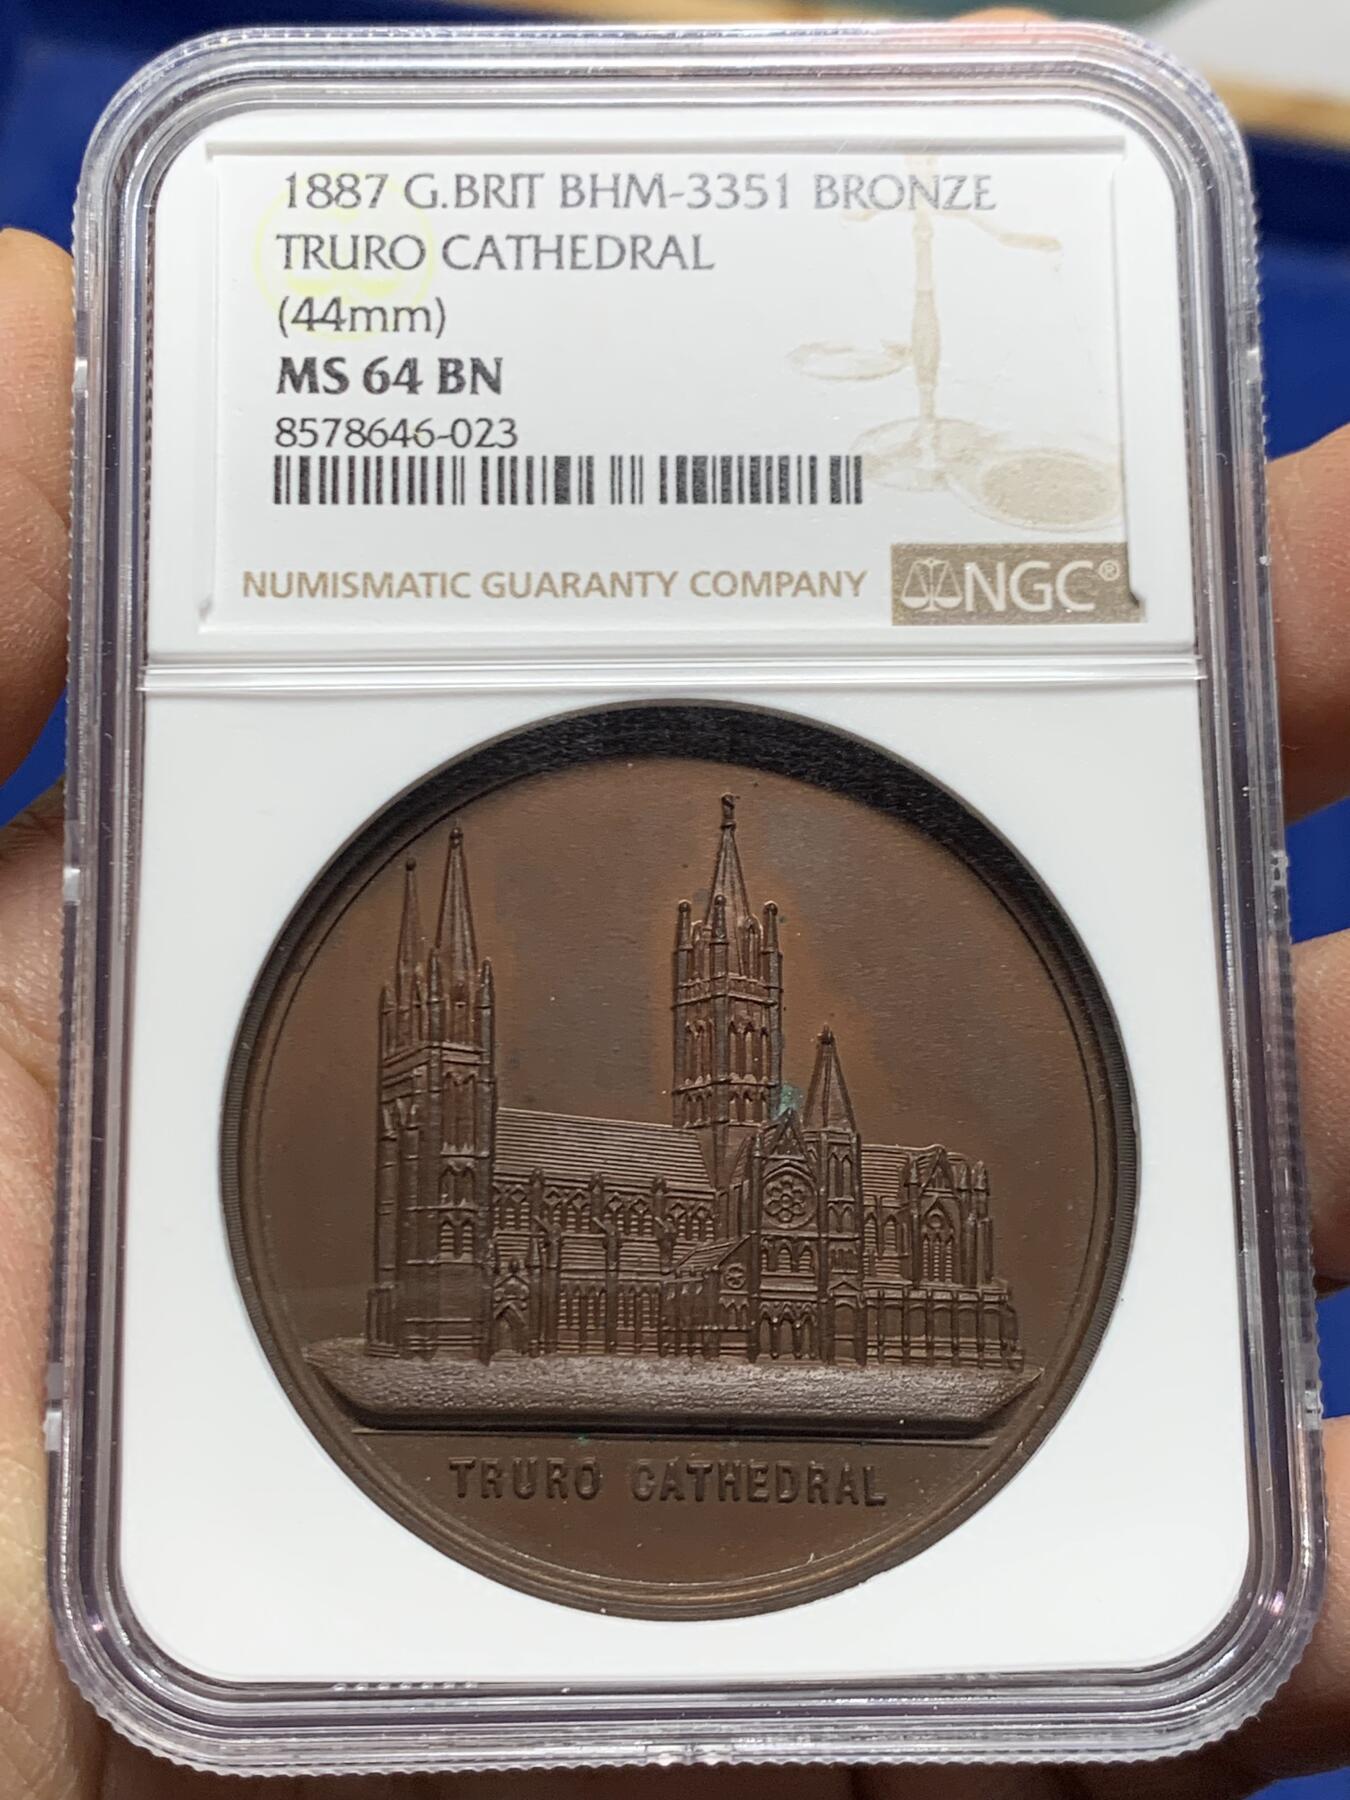 1887 G.BRIT BHM-3351 BRONZE
TRURO CATHEDRAL
(44mm)
MS 64 BN
8578646-023
NUMISMATIC GUARANTY COMPANY
NGC®
TRURO CATHEDRAL